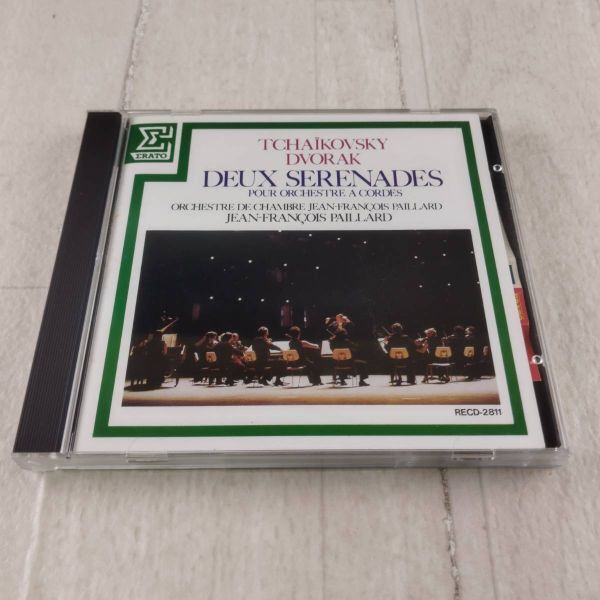 ERATO
TCHAÏKOVSKY
DVORAK
DEUX SERENADES
POUR ORCHESTRE A CORDES
ORCHESTRE DE CHAMBRE JEAN-FRANÇOIS PAILLARD
JEAN-FRANÇOIS PAILLARD
RECD-2811